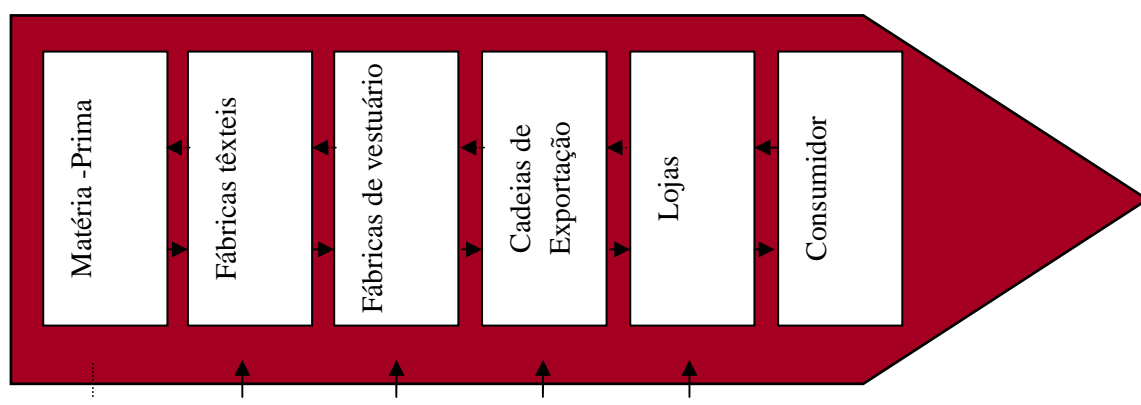 Matéria -Prima
Fábricas têxteis
Fábricas de vestuário
Cadeias de
Exportação
Lojas
Consumidor